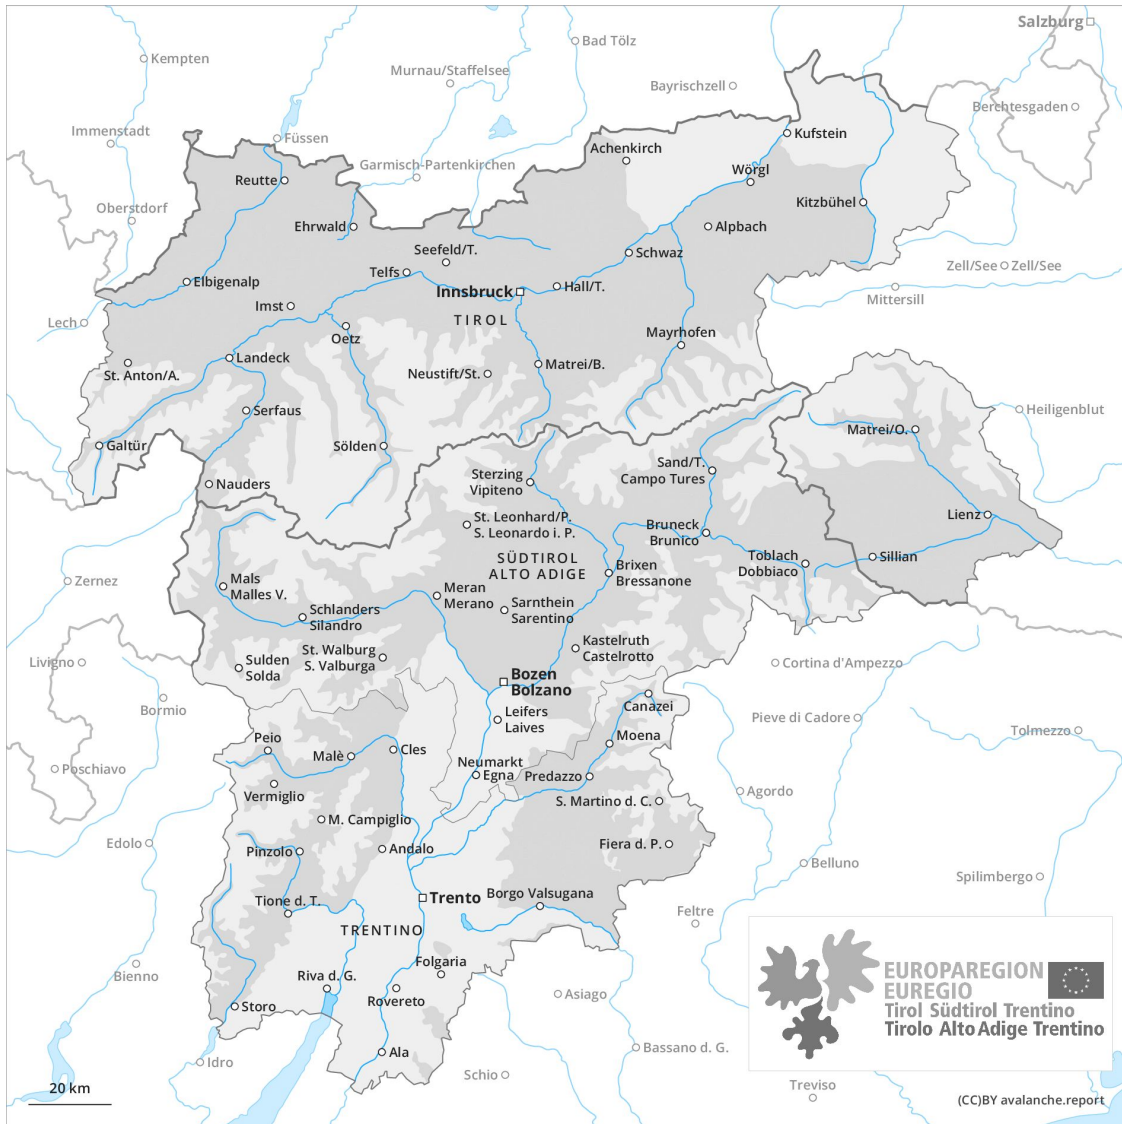 Salzburg
Bad Tölz
Kempten
Murnau/Staffelsee
Bayrischzell
Berchtesgaden
Immenstadt
Füssen
Kufstein
Achenkirch
Garmisch-Partenkirchen
Wörgl
Reutte
Oberstdorf
Kitzbühel
Ehrwald
Alpbach
Seefeld/T.
Schwaz
Zell/See
Zell/See
Telfs
Elbigenalp
Innsbruck
Hall/T.
Mittersill
Imst
TIROL
Lech
Oetz
Mayrhofen
Landeck
Matrei/B.
St. Anton/A.
Neustift/St.
Serfaus
Heiligenblut
Matrei/O.
Galtür
Sölden
Sand/T.
Campo Tures
Sterzing
Vipiteno
Nauders
Lienz
St. Leonhard/P.
S. Leonardo i. P.
Bruneck
Brunico
SÜDTIROL
ALTO ADIGE
Toblach
Dobbiaco
Sillian
Brixen
Bressanone
Zernez
Mals
Malles V.
Meran
Merano
Sarnthein
Sarentino
Schlanders
Silandro
Kastelruth
Castelrotto
St. Walburg
S. Valburga
Livigno
Sulden
Solda
Cortina d'Ampezzo
Bozen
Bolzano
Canazei
Bormio
Leifers
Laives
Pieve di Cadore
Tolmezzo
Moena
Peio
Malè
Cles
Neumarkt
Egna
Predazzo
Poschiavo
Vermiglio
S. Martino d. C.
Agordo
M. Campiglio
Edolo
Pinzolo
Andalo
Fiera d. P.
Belluno
Spilimbergo
Trento
Borgo Valsugana
Tione d. T.
Feltre
TRENTINO
Folgaria
Bienno
Riva d. G.
Rovereto
Asiago
Storo
EUROPAREGION
EUREGIO
Tirol Südtirol Trentino
Tirolo Alto Adige Trentino
Ala
Idro
Bassano d. G.
Schio
Treviso
20 km
(CC)BY avalanche.report